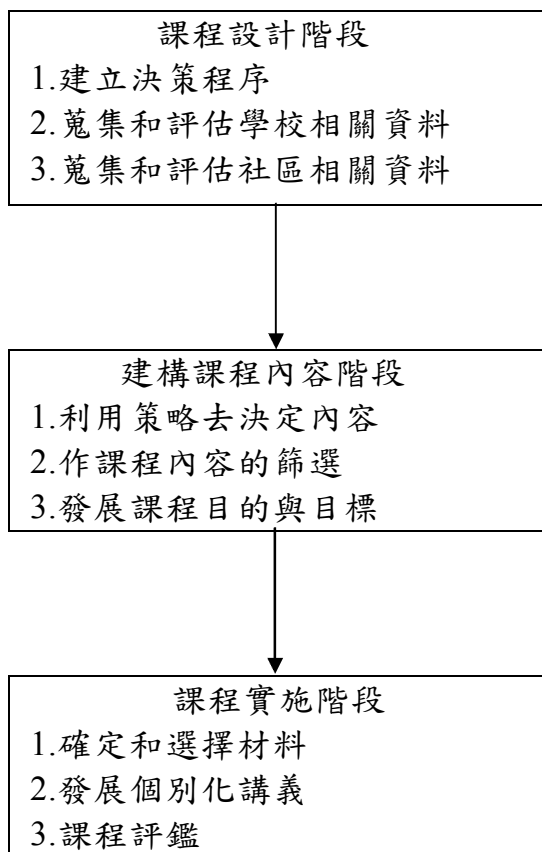 課程設計階段
1.建立決策程序
2.蒐集和評估學校相關資料
3.蒐集和評估社區相關資料
建構課程內容階段
1.利用策略去決定內容
2.作課程內容的篩選
3.發展課程目的與目標
課程實施階段
1.確定和選擇材料
2.發展個別化講義
3.課程評鑑